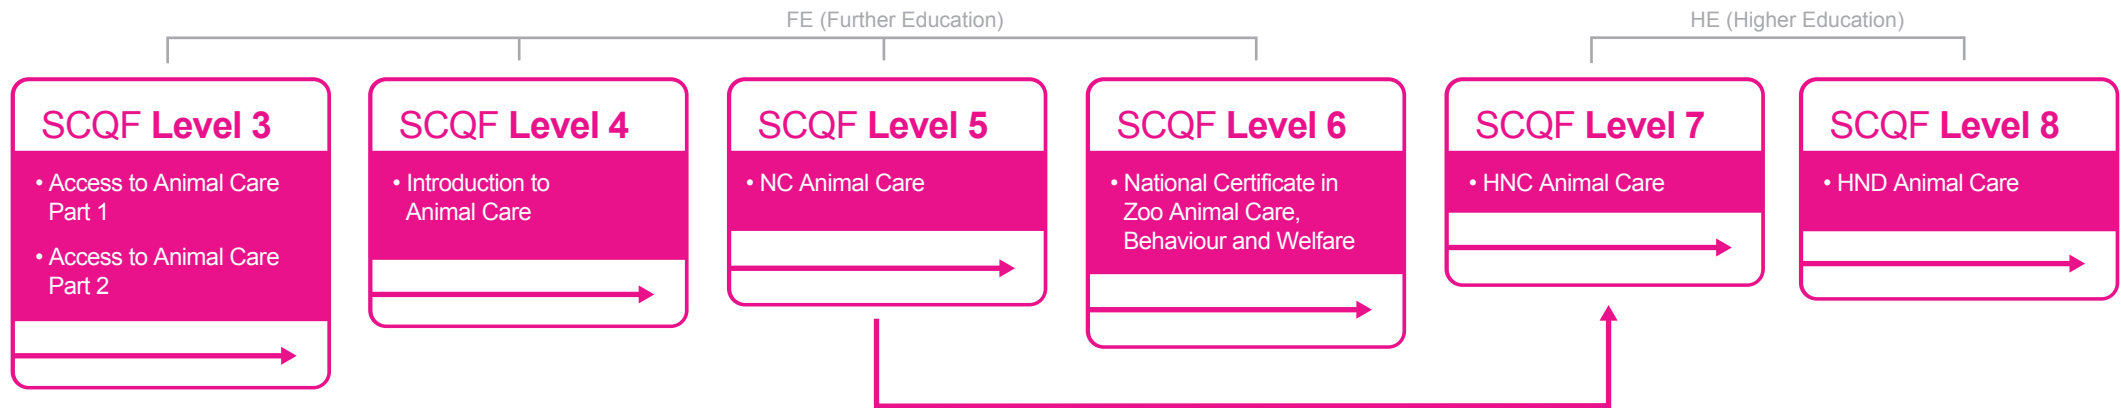 FE (Further Education)
HE (Higher Education)
SCQF Level 3
• Access to Animal Care
Part 1
• Access to Animal Care
Part 2
SCQF Level 4
• Introduction to
Animal Care
SCQF Level 5
• NC Animal Care
SCQF Level 6
• National Certificate in
Zoo Animal Care,
Behaviour and Welfare
SCQF Level 7
• HNC Animal Care
SCQF Level 8
• HND Animal Care